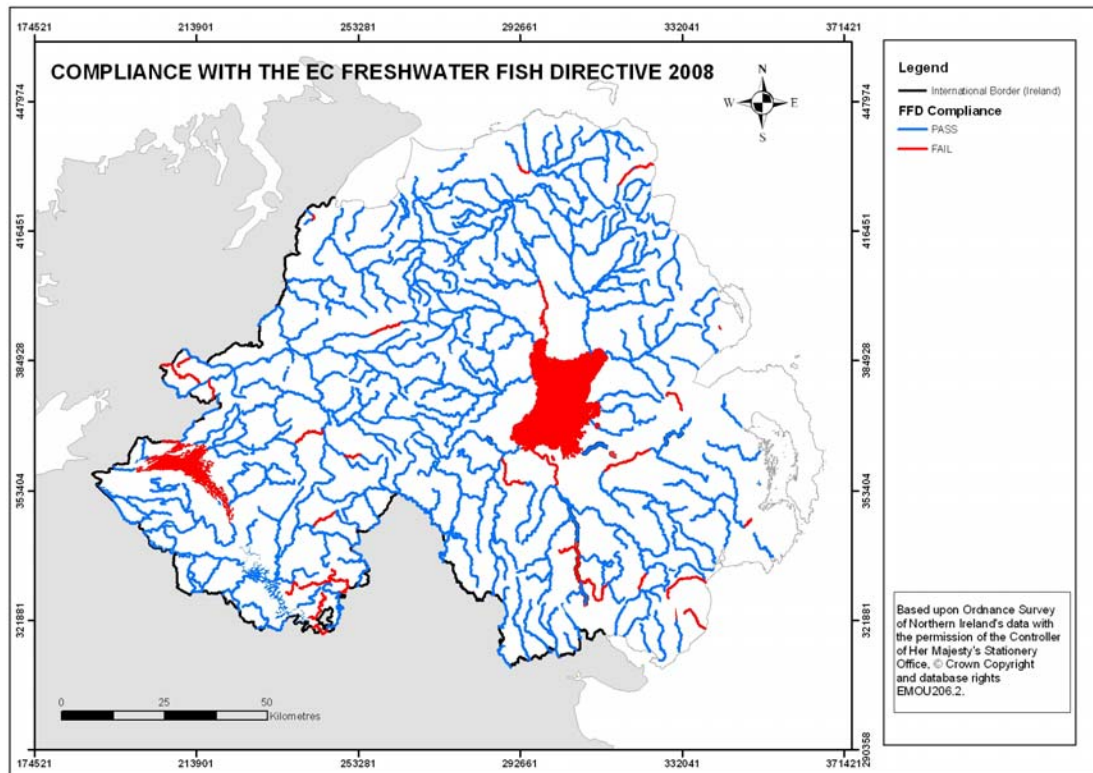 174521 213901 253281 292661 332041 371421
COMPLIANCE WITH THE EC FRESHWATER FISH DIRECTIVE 2008
N
W E
S
447974 447974
416451 416451
384928 384928
353404 353404
321881 321881
290358
0 25 50
Kilometres
174521 213901 253281 292661 332041 371421
Legend
International Border (Ireland)
FFD Compliance
PASS
FAIL
Based upon Ordnance Survey
of Northern Ireland's data with
the permission of the Controller
of Her Majesty's Stationery
Office, © Crown Copyright
and database rights
EMOU206.2.